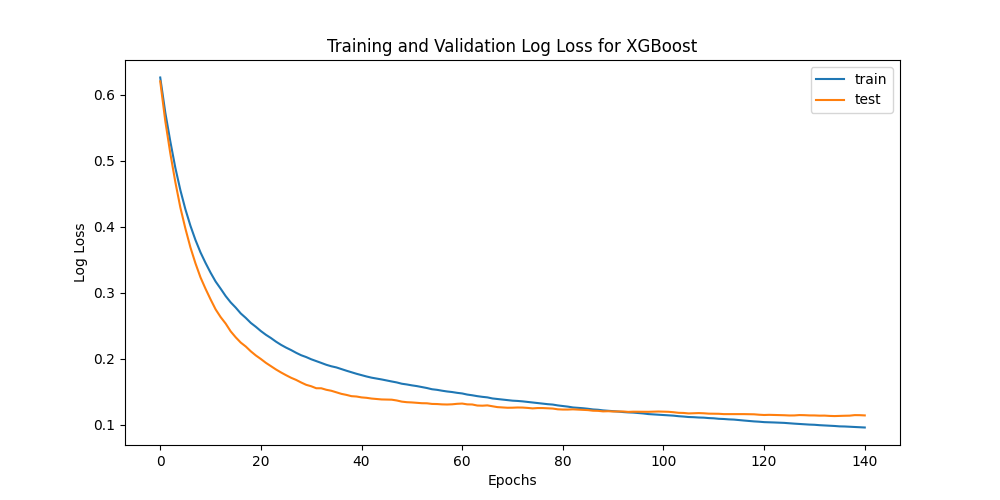 Training and Validation Log Loss for XGBoost
train
test
0.6
0.5
0.4
0.3
0.2
0.1
Log Loss
0 20 40 60 80 100 120 140
Epochs